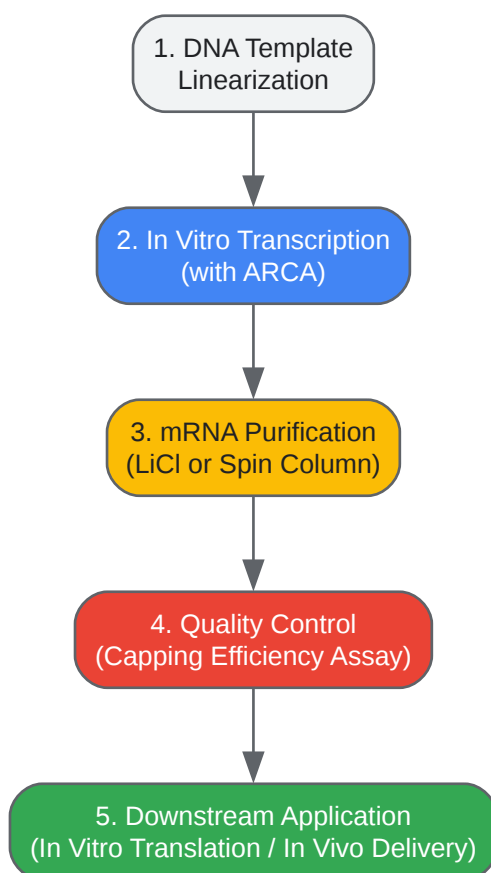 1. DNA Template
Linearization
2. In Vitro Transcription
(with ARCA)
3. mRNA Purification
(LiCl or Spin Column)
4. Quality Control
(Capping Efficiency Assay)
5. Downstream Application
(In Vitro Translation / In Vivo Delivery)